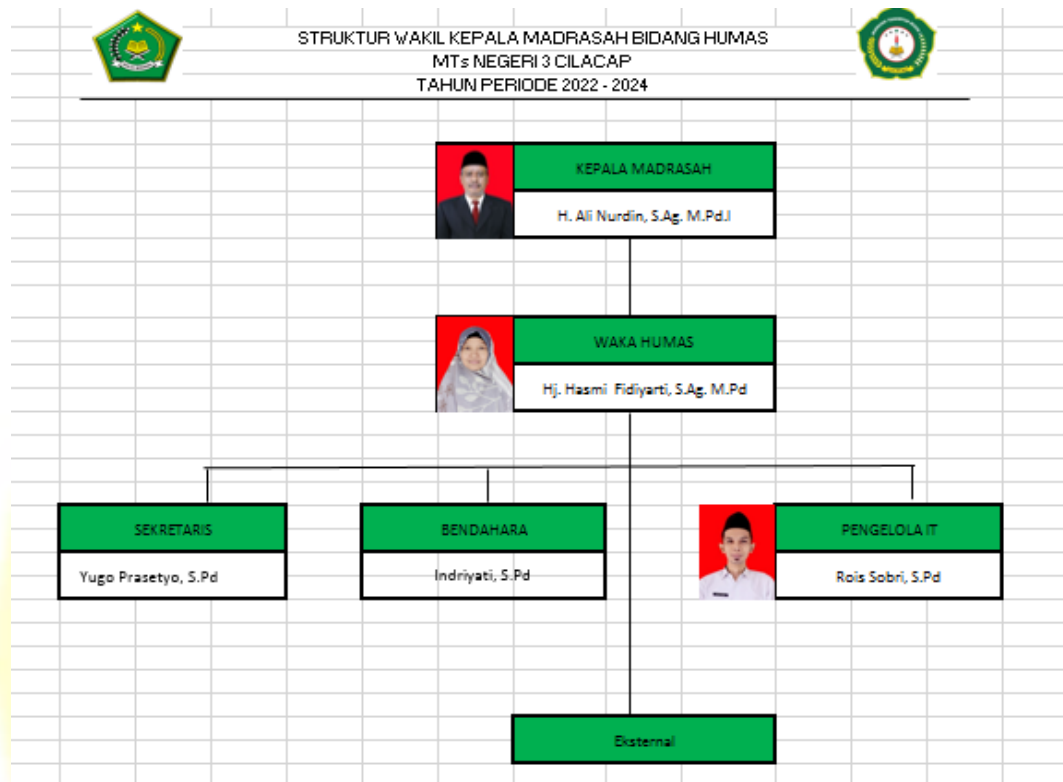 STRUKTUR WAKIL KEPALA MADRASAH BIDANG HUMAS
MTs NEGERI 3 CILACAP
TAHUN PERIODE 2022 - 2024
KEPALA MADRASAH
H. Ali Nurdin, S.Ag. M.Pd.I
WAKA HUMAS
Hj. Hasmi Fidiyarti, S.Ag. M.Pd
SEKRETARIS
Yugo Prasetyo, S.Pd
BENDAHARA
Indriyati, S.Pd
PENGELOLA IT
Rois Sobri, S.Pd
Eksternal